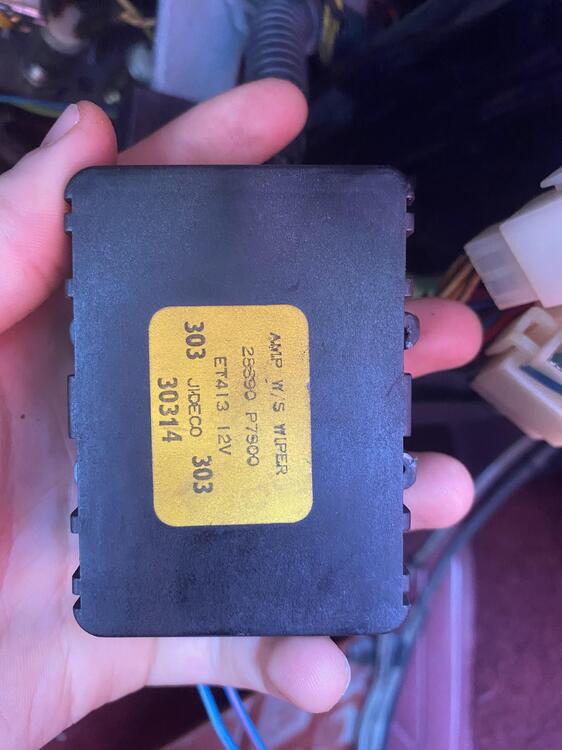 AMP W/S WIPER
28590 P7900
ET413 12V
303 JIDECO 303
30314